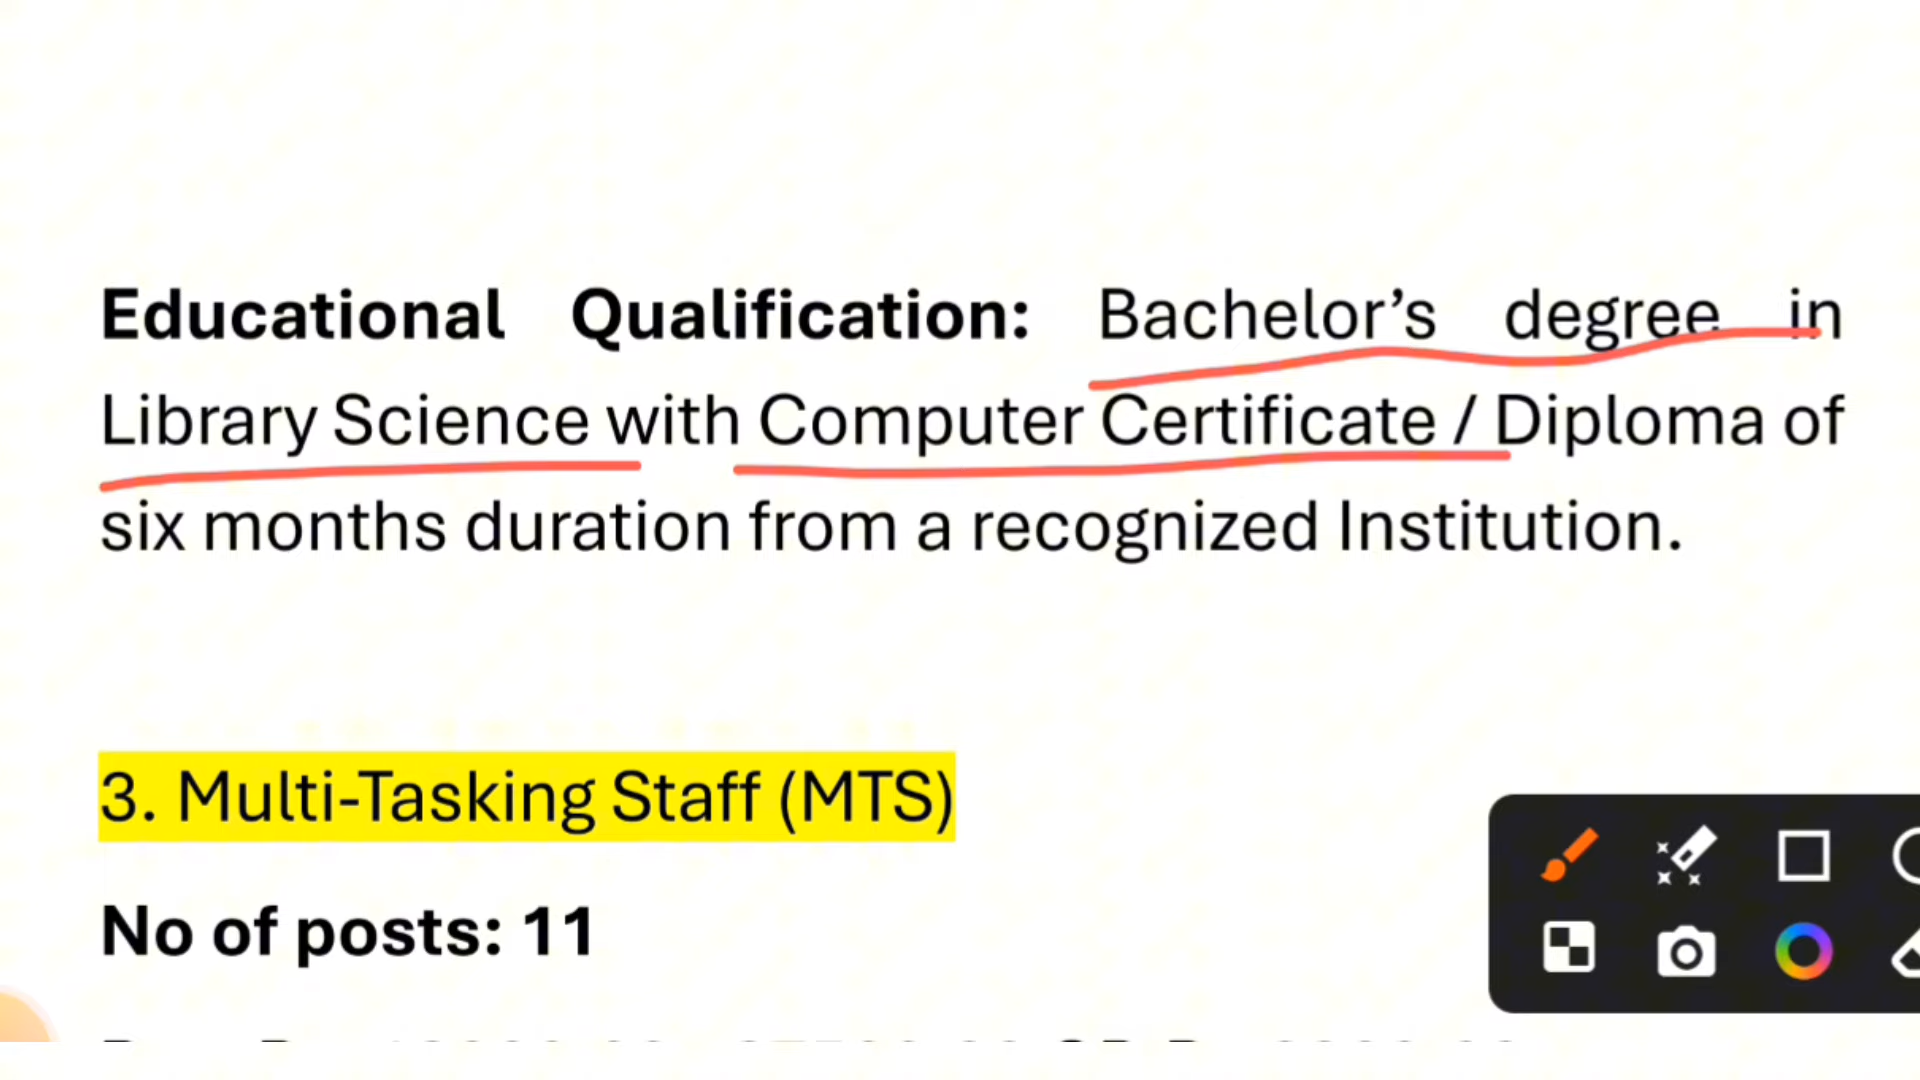 Educational Qualification: Bachelor’s degree in
Library Science with Computer Certificate / Diploma of
six months duration from a recognized Institution.
3. Multi-Tasking Staff (MTS)
No of posts: 11